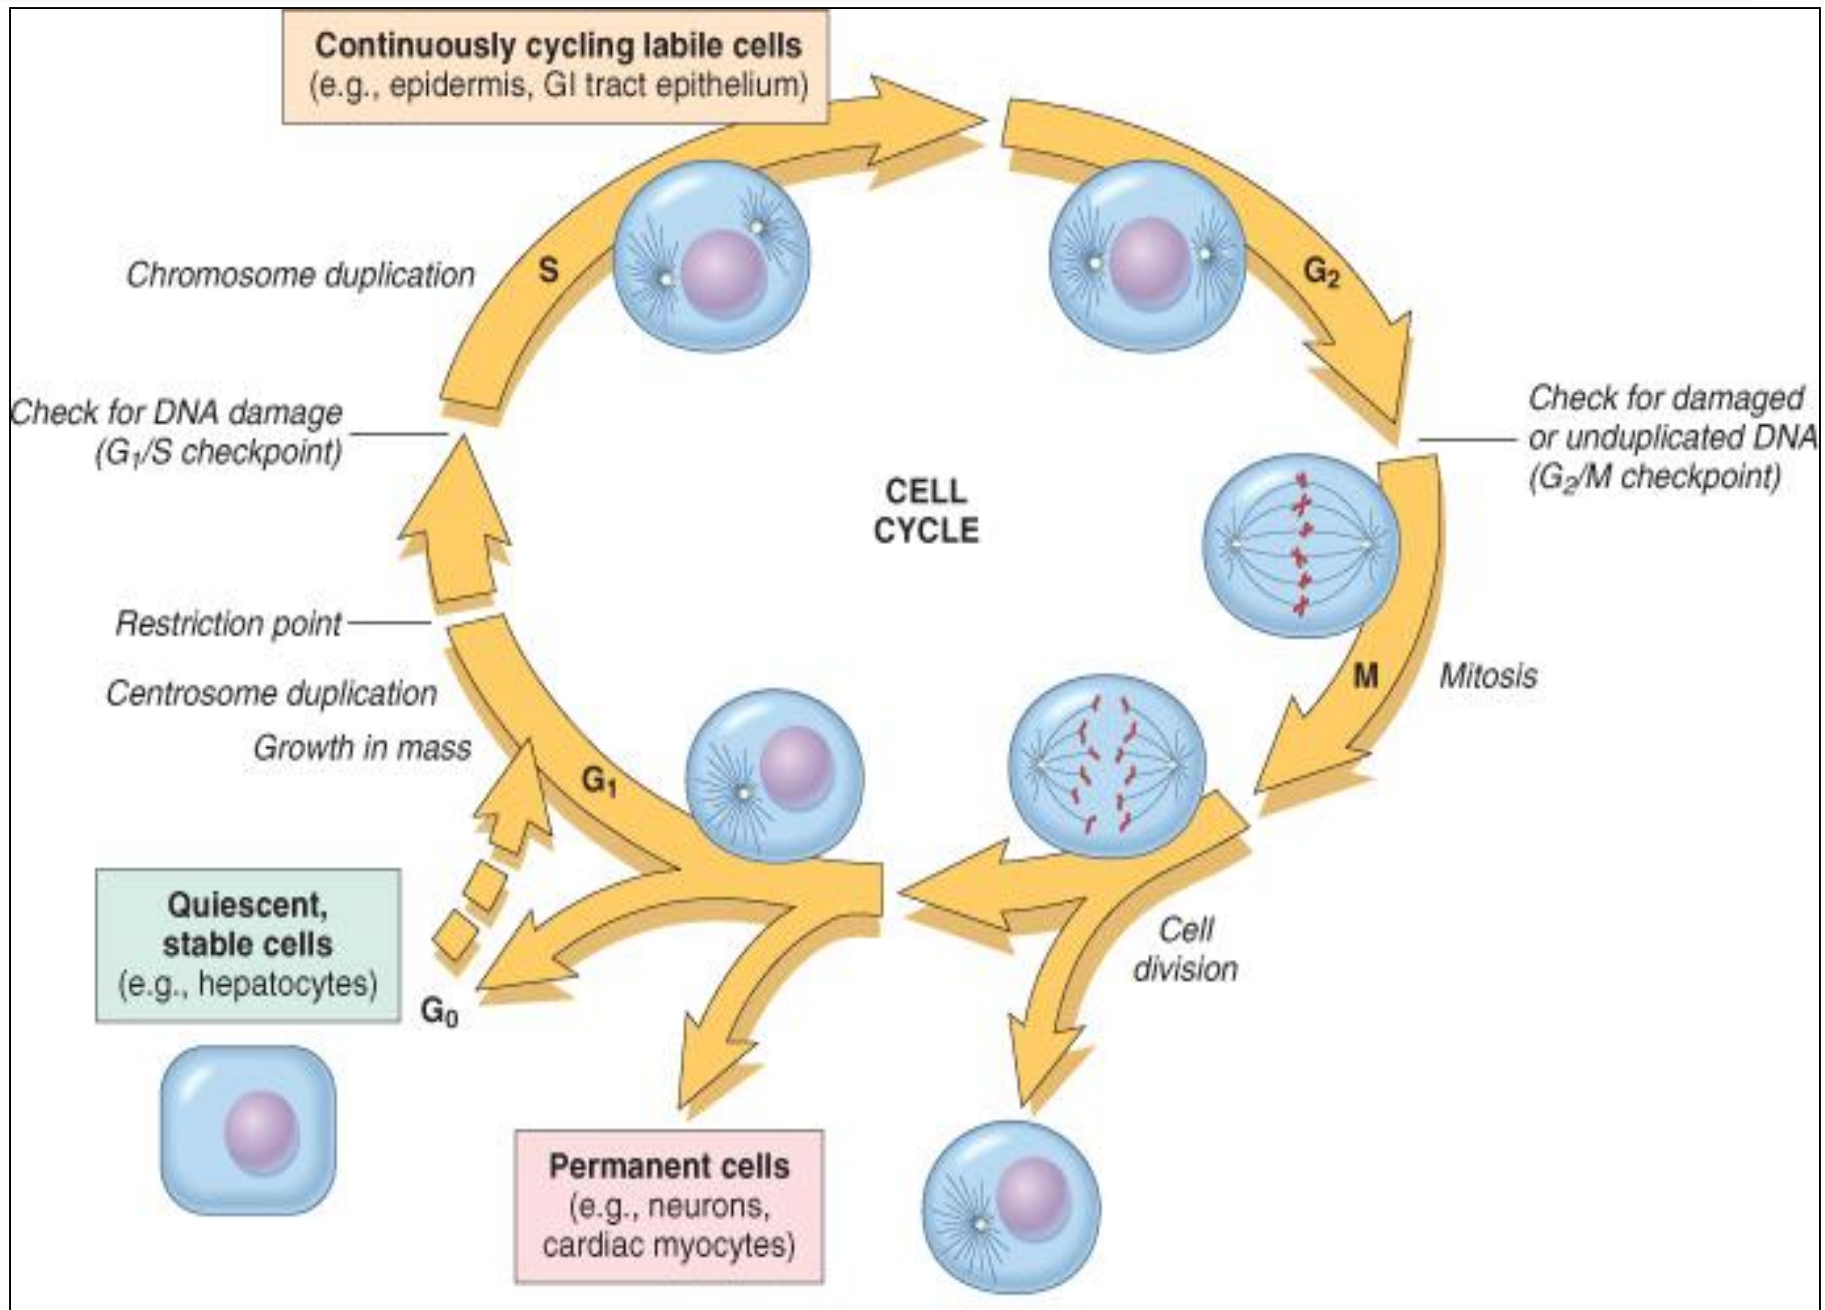 Continuously cycling labile cells
(e.g., epidermis, GI tract epithelium)
S
G₂
Chromosome duplication
Check for DNA damage
(G₁/S checkpoint)
Check for damaged
or unduplicated DNA
(G₂/M checkpoint)
CELL
CYCLE
Restriction point
Centrosome duplication
Growth in mass
G₁
M
Mitosis
Quiescent,
stable cells
(e.g., hepatocytes)
G₀
Cell
division
Permanent cells
(e.g., neurons,
cardiac myocytes)